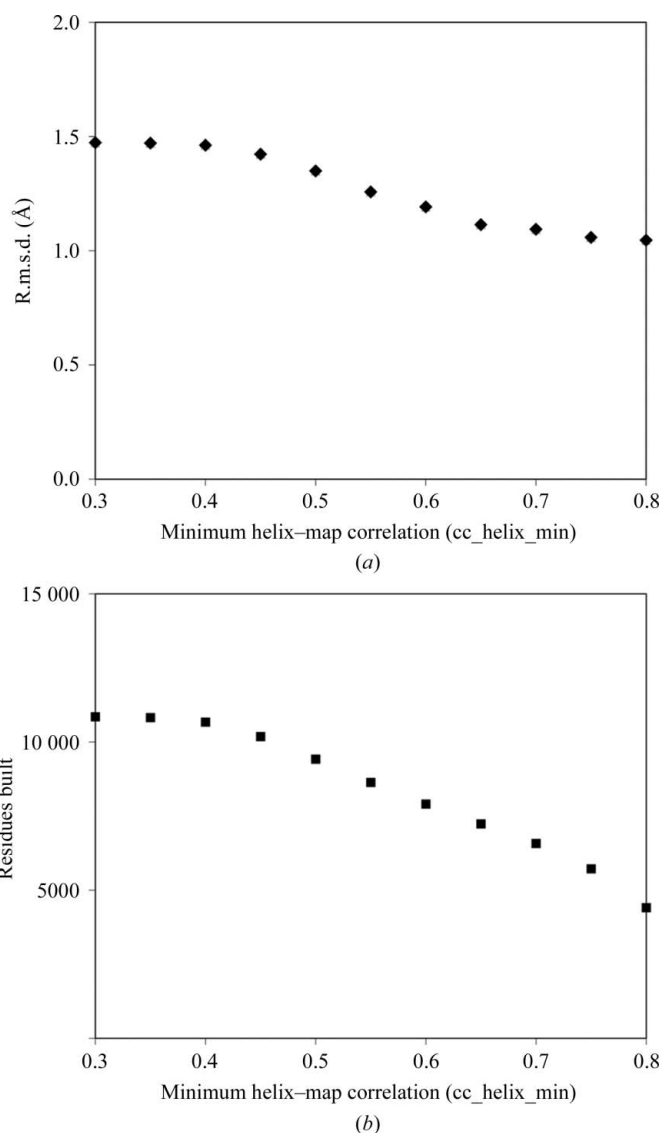 2.0
1.5
1.0
0.5
0.0
R.m.s.d. (Å)
0.3 0.4 0.5 0.6 0.7 0.8
Minimum helix–map correlation (cc_helix_min)
(a)
15 000
10 000
5000
Residues built
0.3 0.4 0.5 0.6 0.7 0.8
Minimum helix–map correlation (cc_helix_min)
(b)